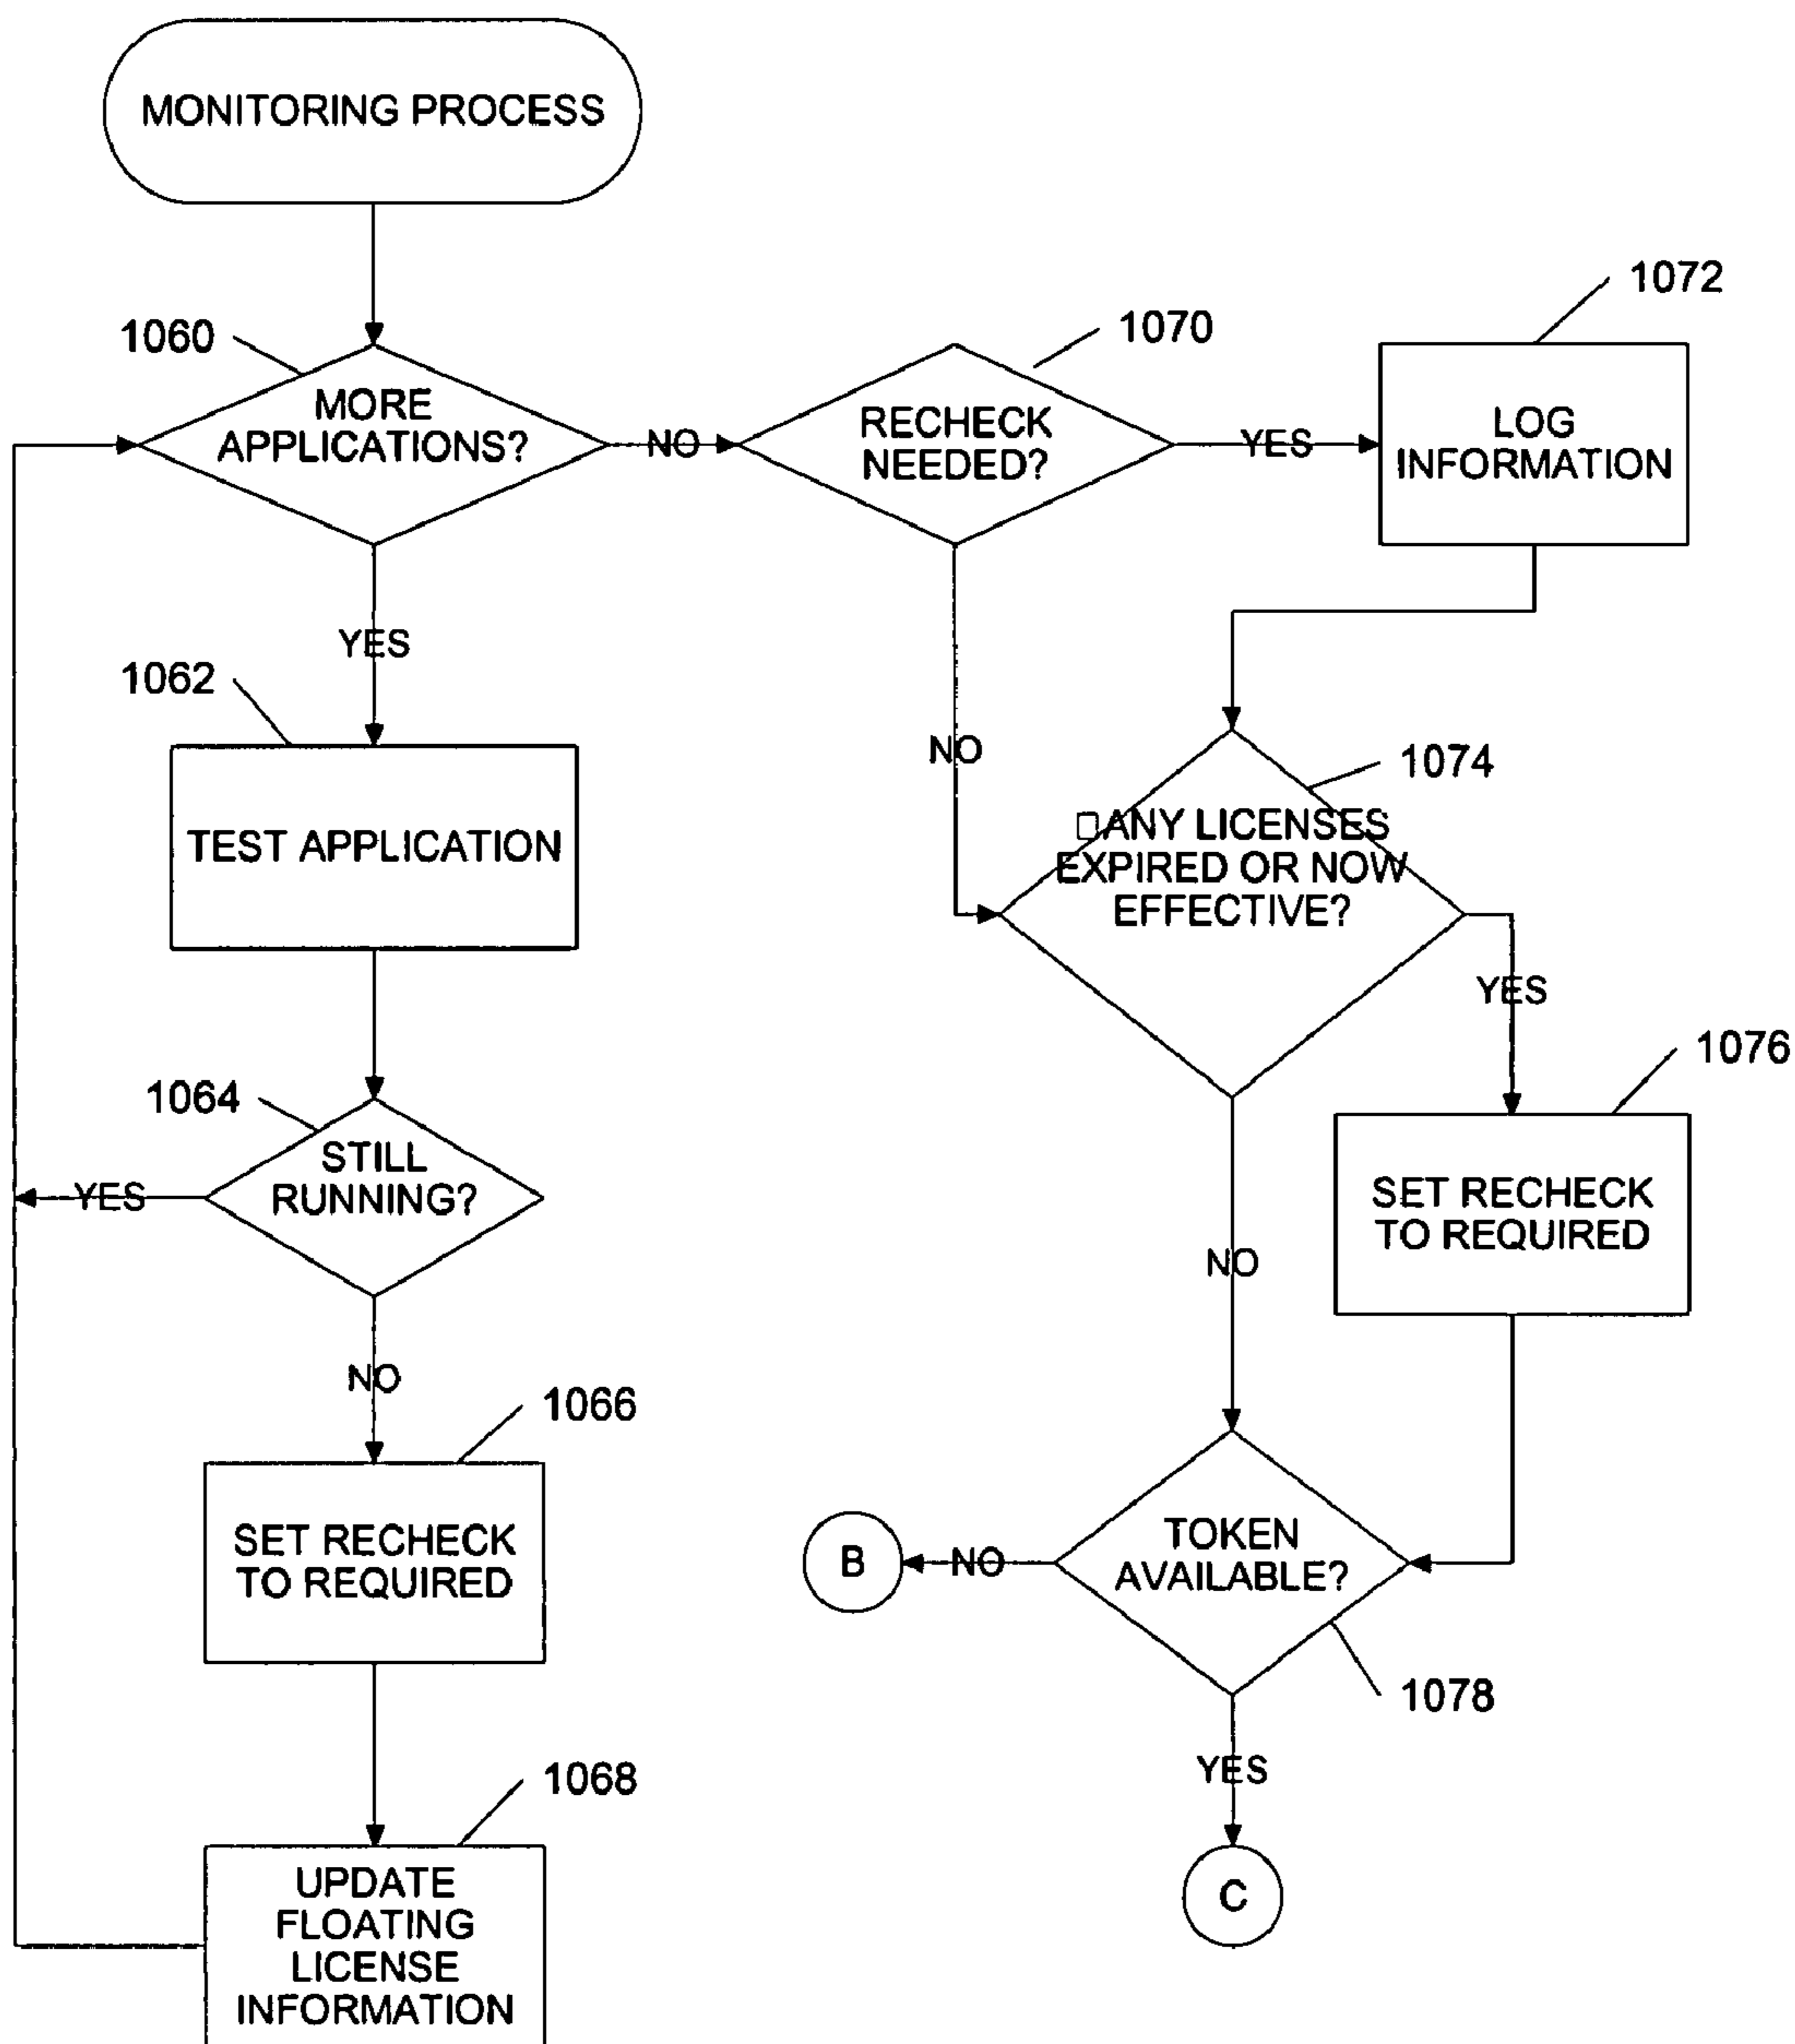 MONITORING PROCESS
1060
MORE
APPLICATIONS?
NO
1070
RECHECK
NEEDED?
YES
1072
LOG
INFORMATION
YES
1062
TEST APPLICATION
NO
1074
□ANY LICENSES
EXPIRED OR NOW
EFFECTIVE?
YES
1076
SET RECHECK
TO REQUIRED
1064
STILL
RUNNING?
YES
NO
NO
1066
SET RECHECK
TO REQUIRED
TOKEN
AVAILABLE?
NO
B
1078
YES
C
1068
UPDATE
FLOATING
LICENSE
INFORMATION